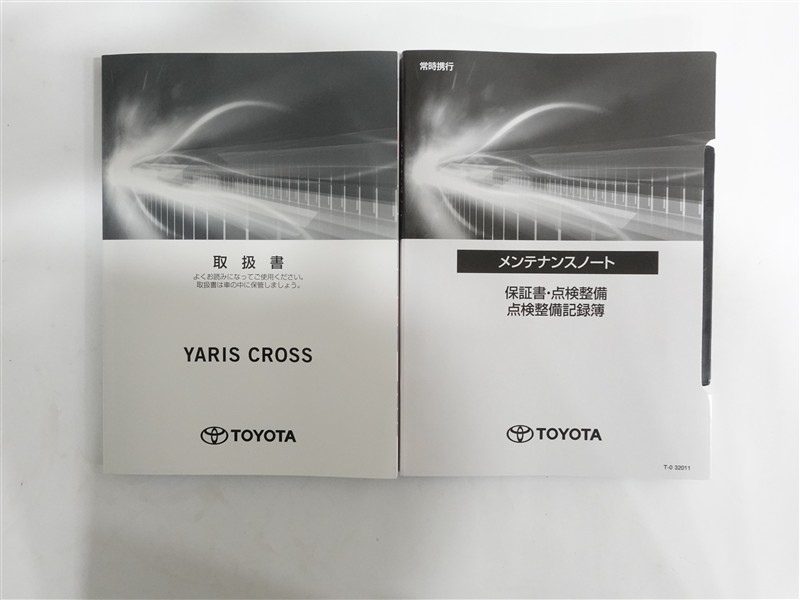 取扱書
よくお読みになってご使用ください。
取扱書は車の中に保管しましょう。
YARIS CROSS
TOYOTA
常時携行
メンテナンスノート
保証書・点検整備
点検整備記録簿
TOYOTA
T-0 32011